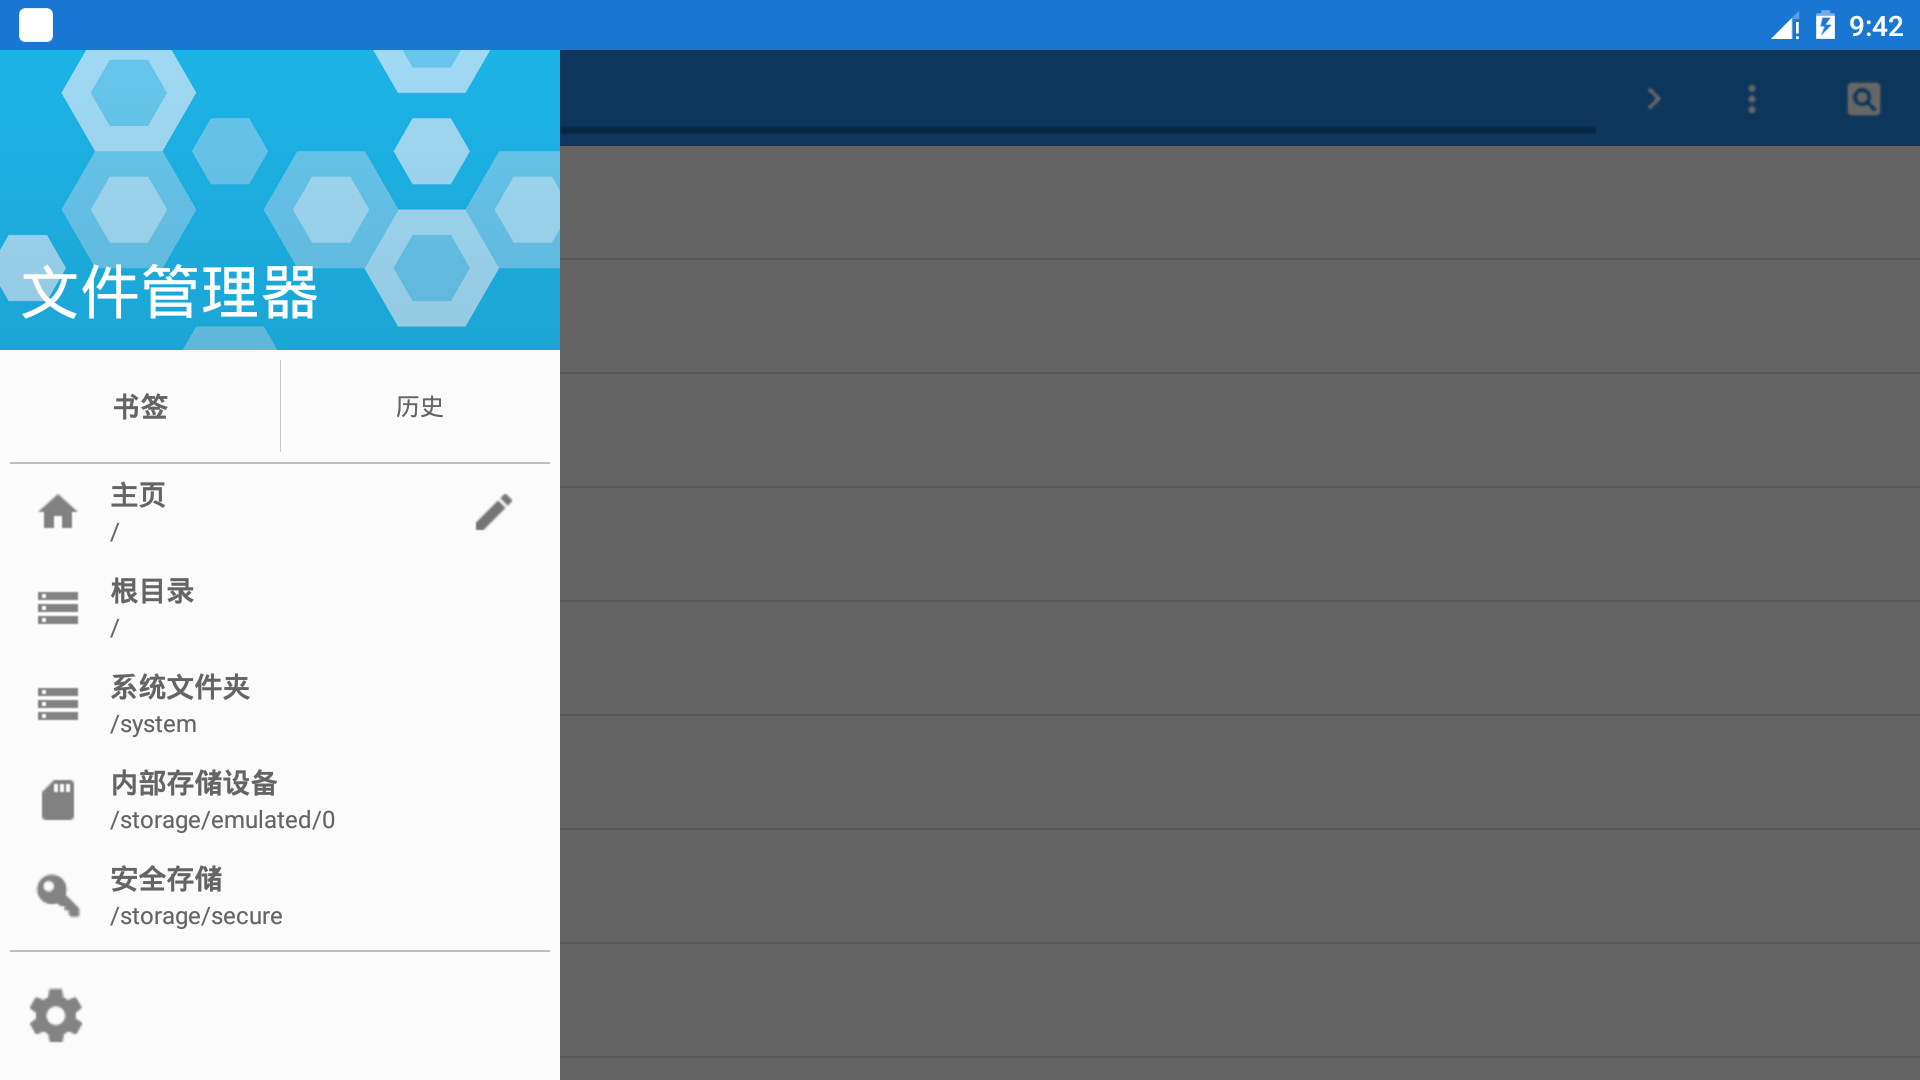 9:42
文件管理器
书签
历史
主页
/
根目录
/
系统文件夹
/system
内部存储设备
/storage/emulated/0
安全存储
/storage/secure